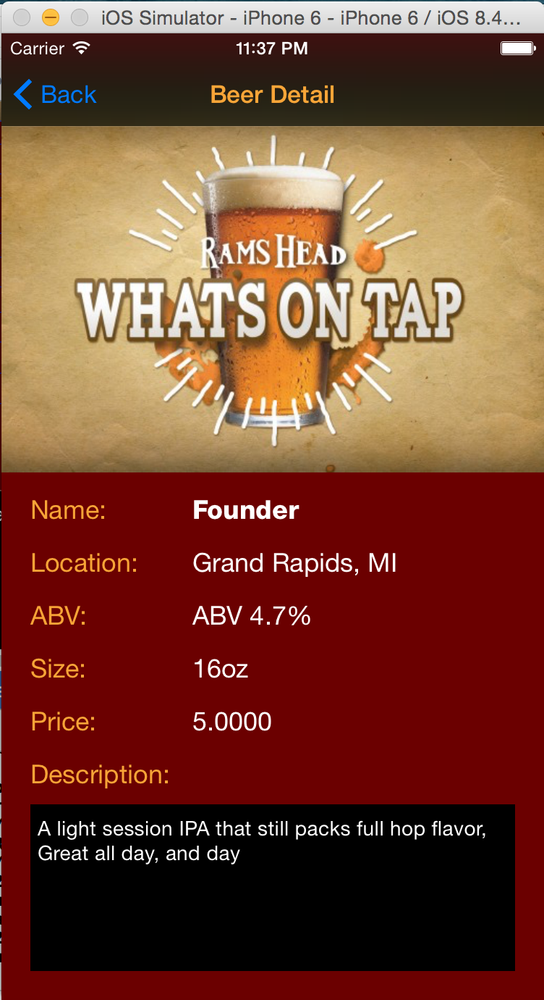 iOS Simulator - iPhone 6 - iPhone 6 / iOS 8.4...
Carrier 11:37 PM
Back Beer Detail
RAMS HEAD
WHATS ON TAP
Name: Founder
Location: Grand Rapids, MI
ABV: ABV 4.7%
Size: 16oz
Price: 5.0000
Description:
A light session IPA that still packs full hop flavor,
Great all day, and day